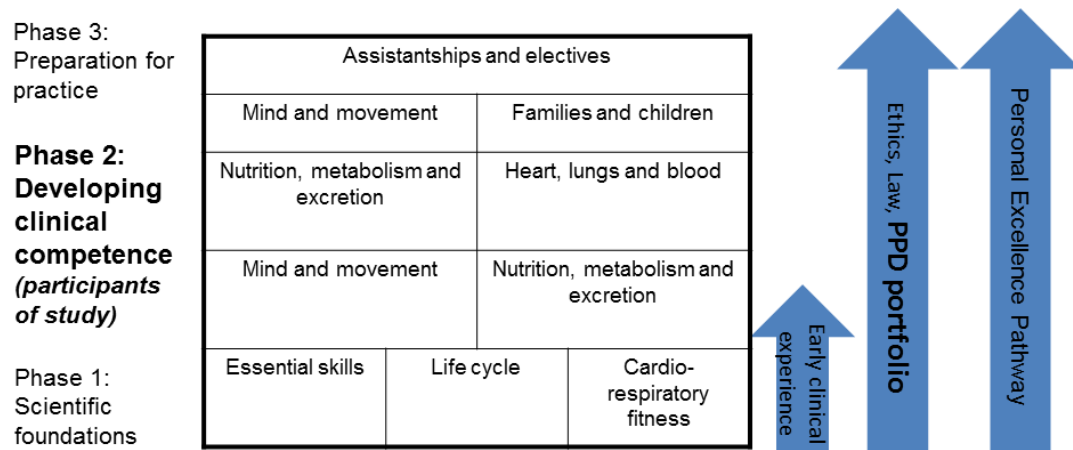 Phase 3:
Preparation for
practice
Phase 2:
Developing
clinical
competence
(participants
of study)
Phase 1:
Scientific
foundations
Assistantships and electives
Mind and movement
Families and children
Nutrition, metabolism and
excretion
Heart, lungs and blood
Mind and movement
Nutrition, metabolism and
excretion
Essential skills
Life cycle
Cardio-
respiratory
fitness
Early clinical
experience
Ethics, Law, PPD portfolio
Personal Excellence Pathway